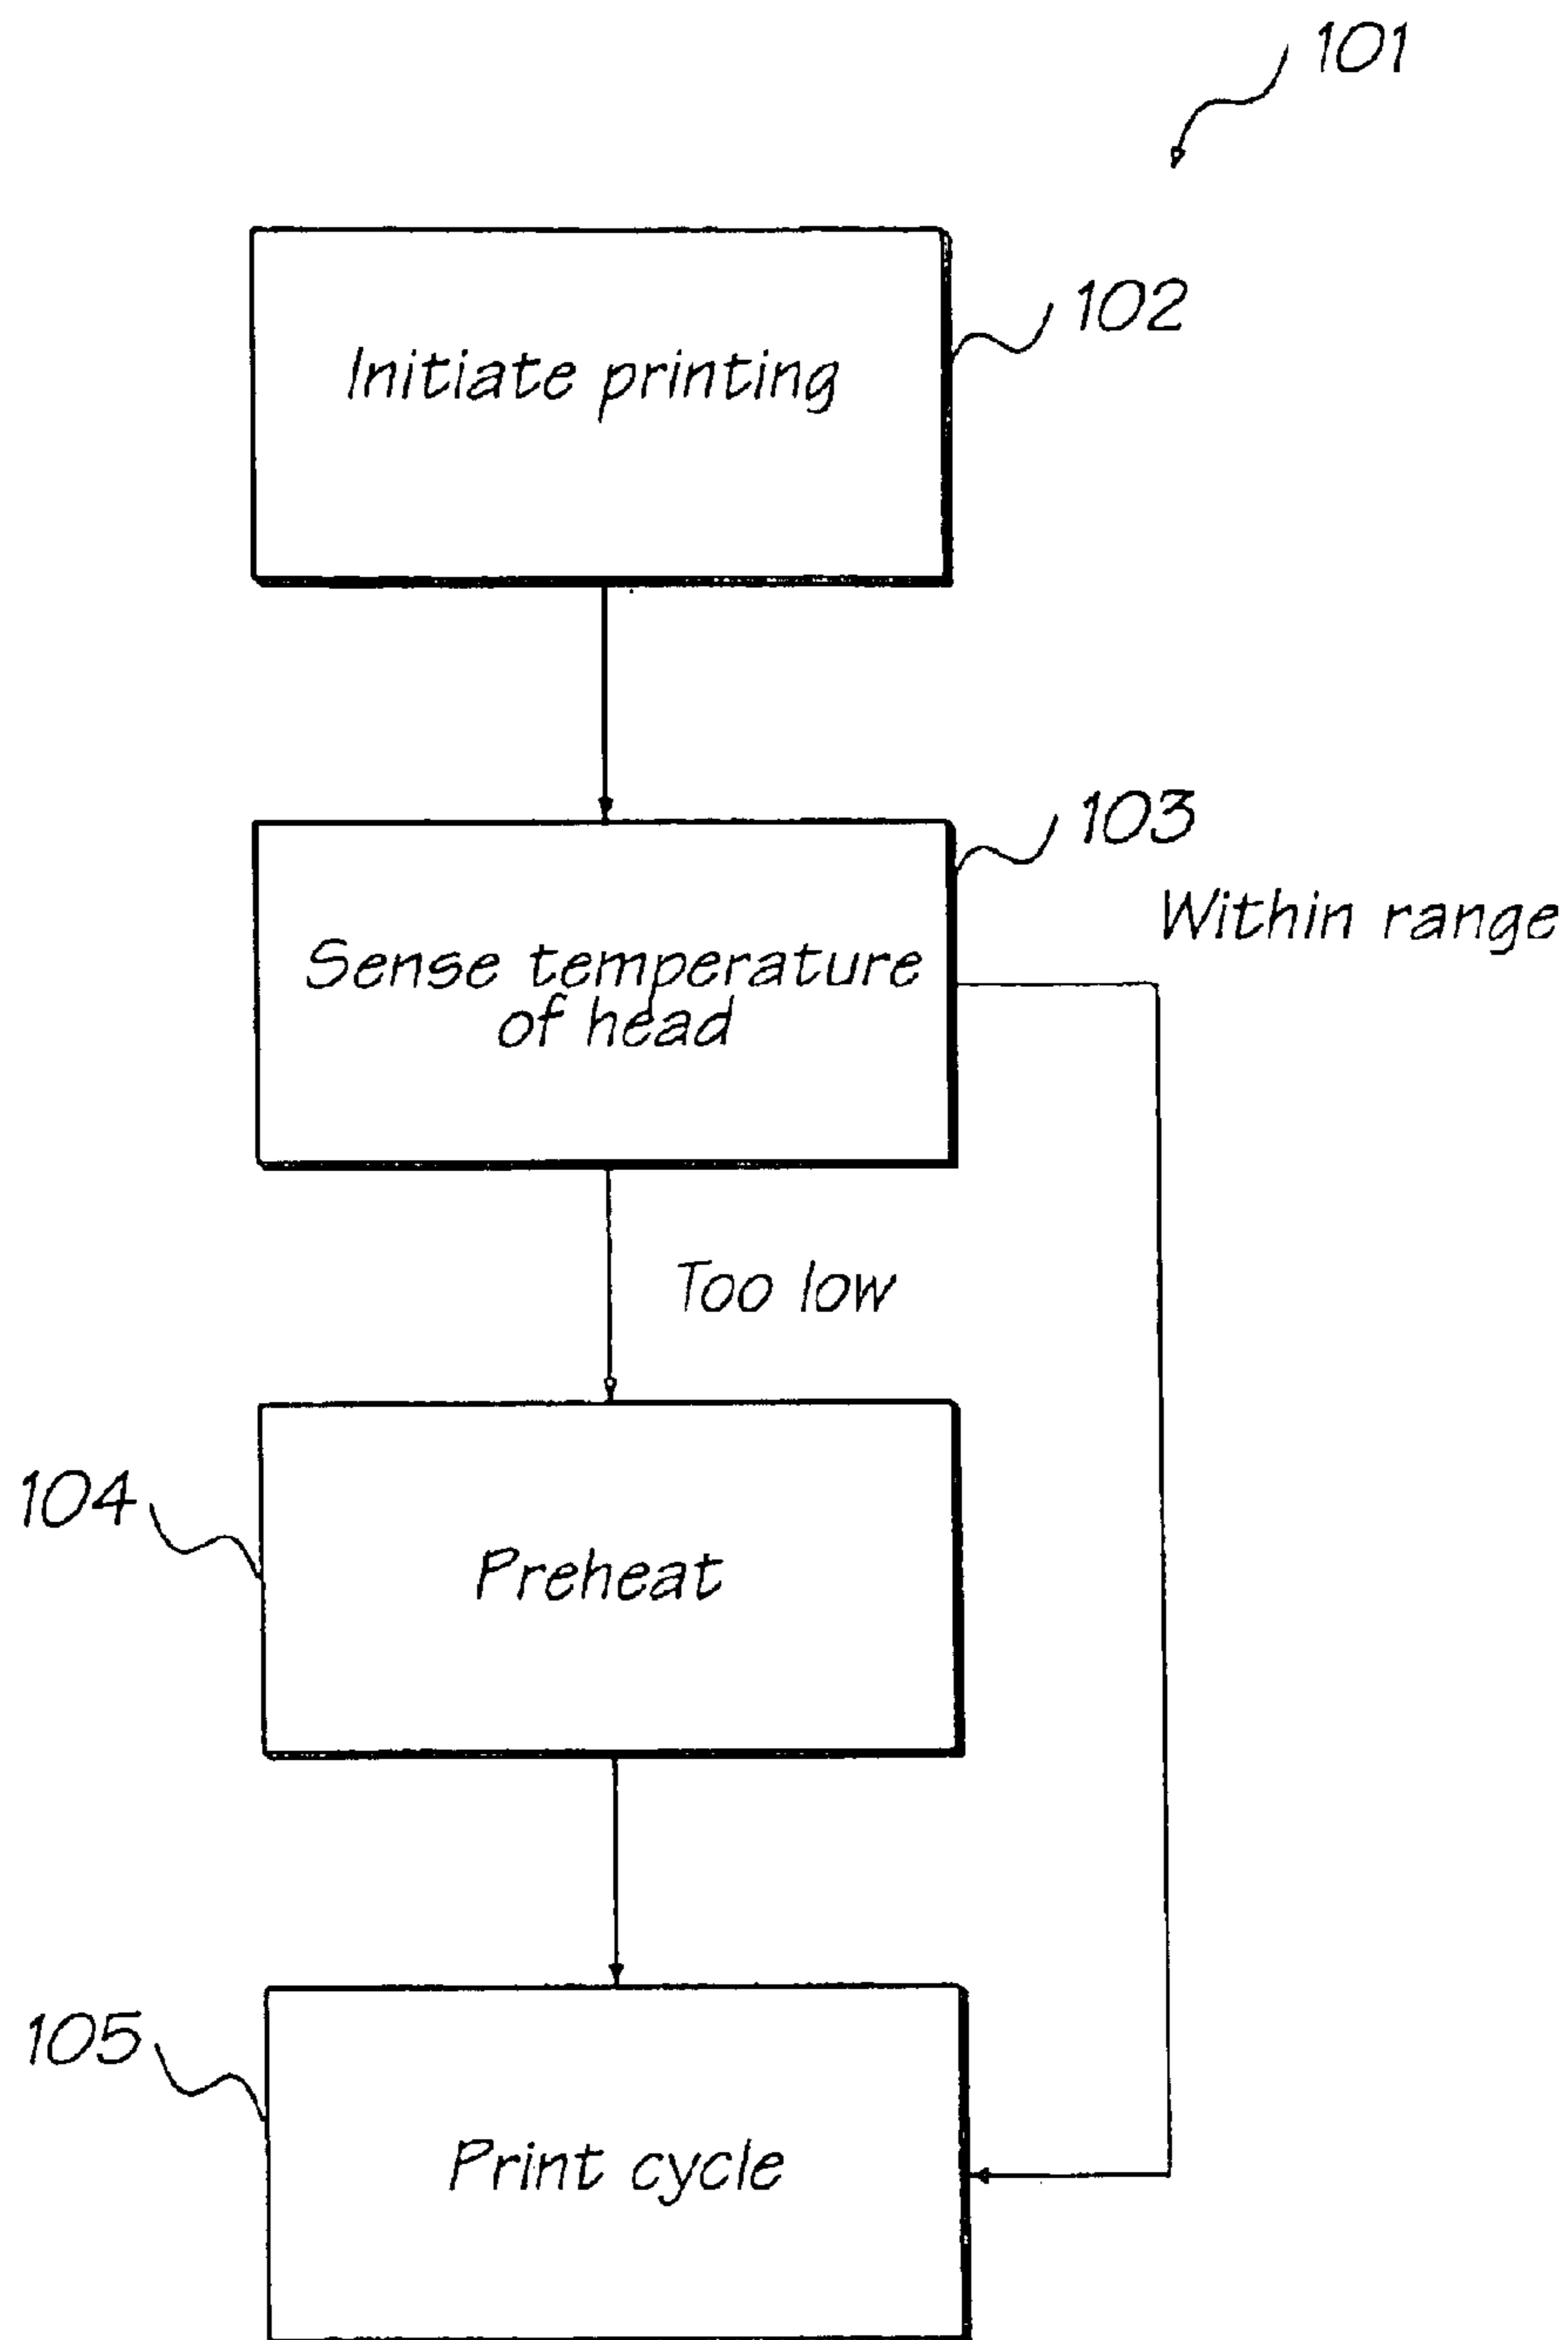 101
Initiate printing
102
103
Within range
Sense temperature
of head
Too low
104
Preheat
105
Print cycle